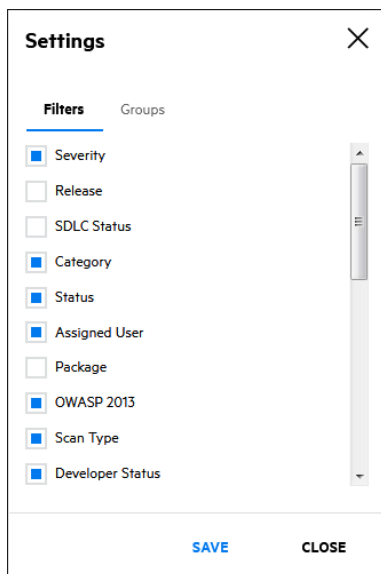 Settings
Filters Groups
Severity
Release
SDLC Status
Category
Status
Assigned User
Package
OWASP 2013
Scan Type
Developer Status
SAVE CLOSE